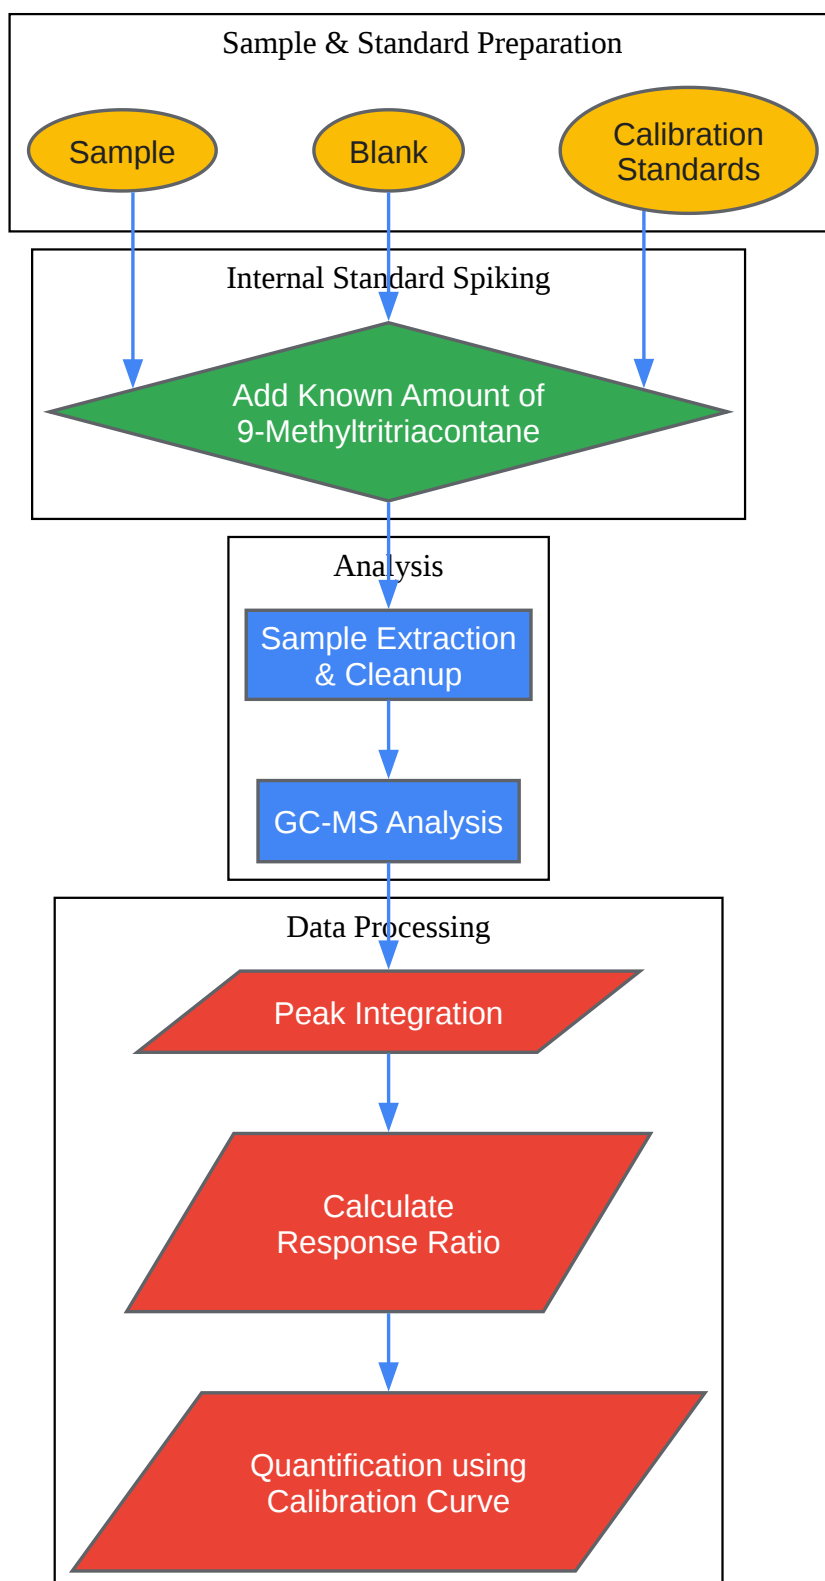 Sample & Standard Preparation
Sample
Blank
Calibration
Standards
Internal Standard Spiking
Add Known Amount of
9-Methyltritriacontane
Analysis
Sample Extraction
& Cleanup
GC-MS Analysis
Data Processing
Peak Integration
Calculate
Response Ratio
Quantification using
Calibration Curve